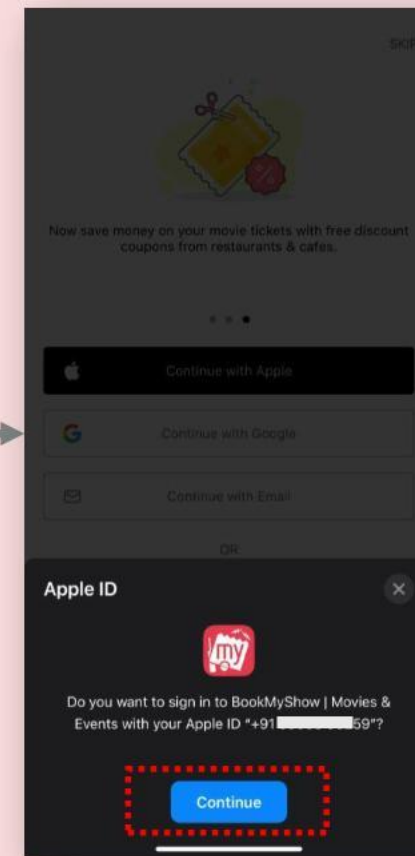 SKIP
Now save money on your movie tickets with free discount
coupons from restaurants & cafes.
Continue with Apple
Continue with Google
Continue with Email
OR
Apple ID
my
Do you want to sign in to BookMyShow | Movies &
Events with your Apple ID "+91 59"?
Continue